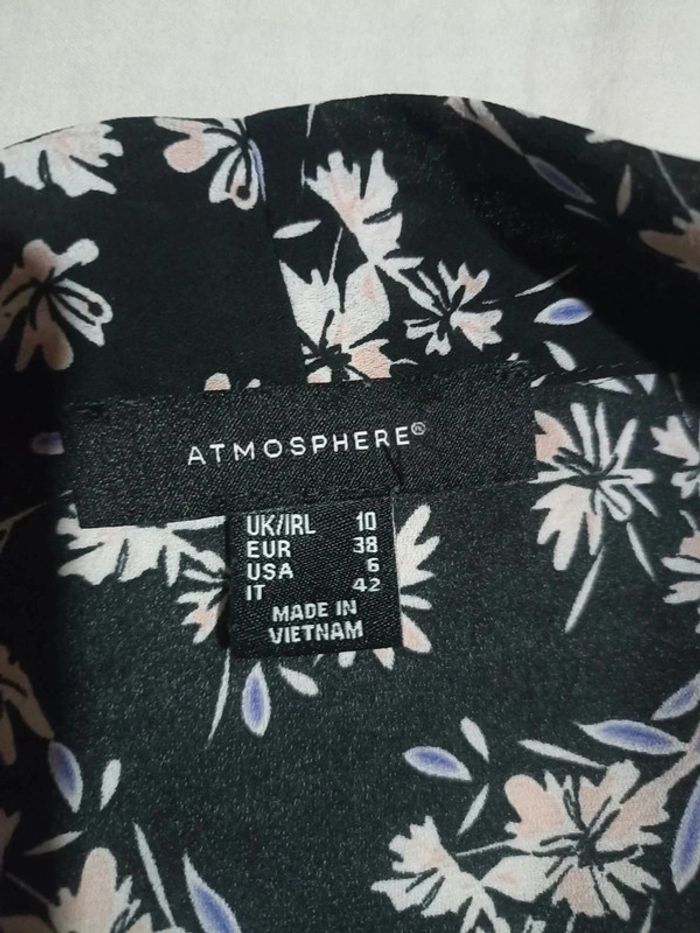 ATMOSPHERE®
UK/IRL 10
EUR 38
USA 6
IT 42
MADE IN
VIETNAM